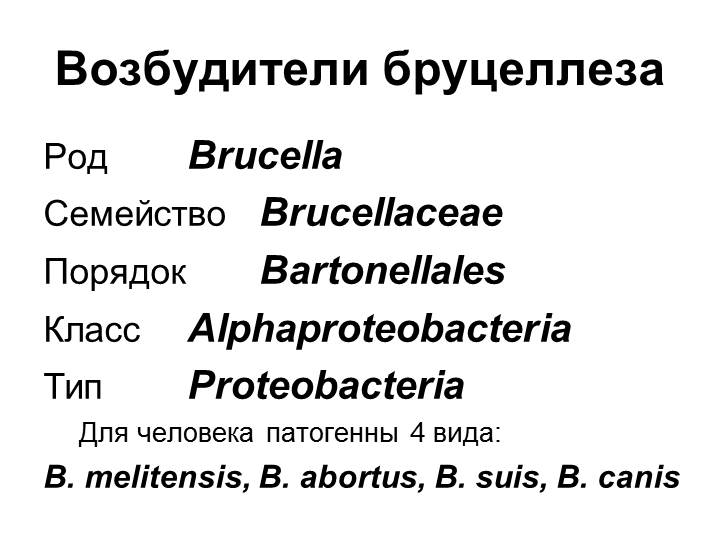 Возбудители бруцеллеза
Род Brucella
Семейство Brucellaceae
Порядок Bartonellales
Класс Alphaproteobacteria
Тип Proteobacteria
Для человека патогенны 4 вида:
B. melitensis, B. abortus, B. suis, B. canis